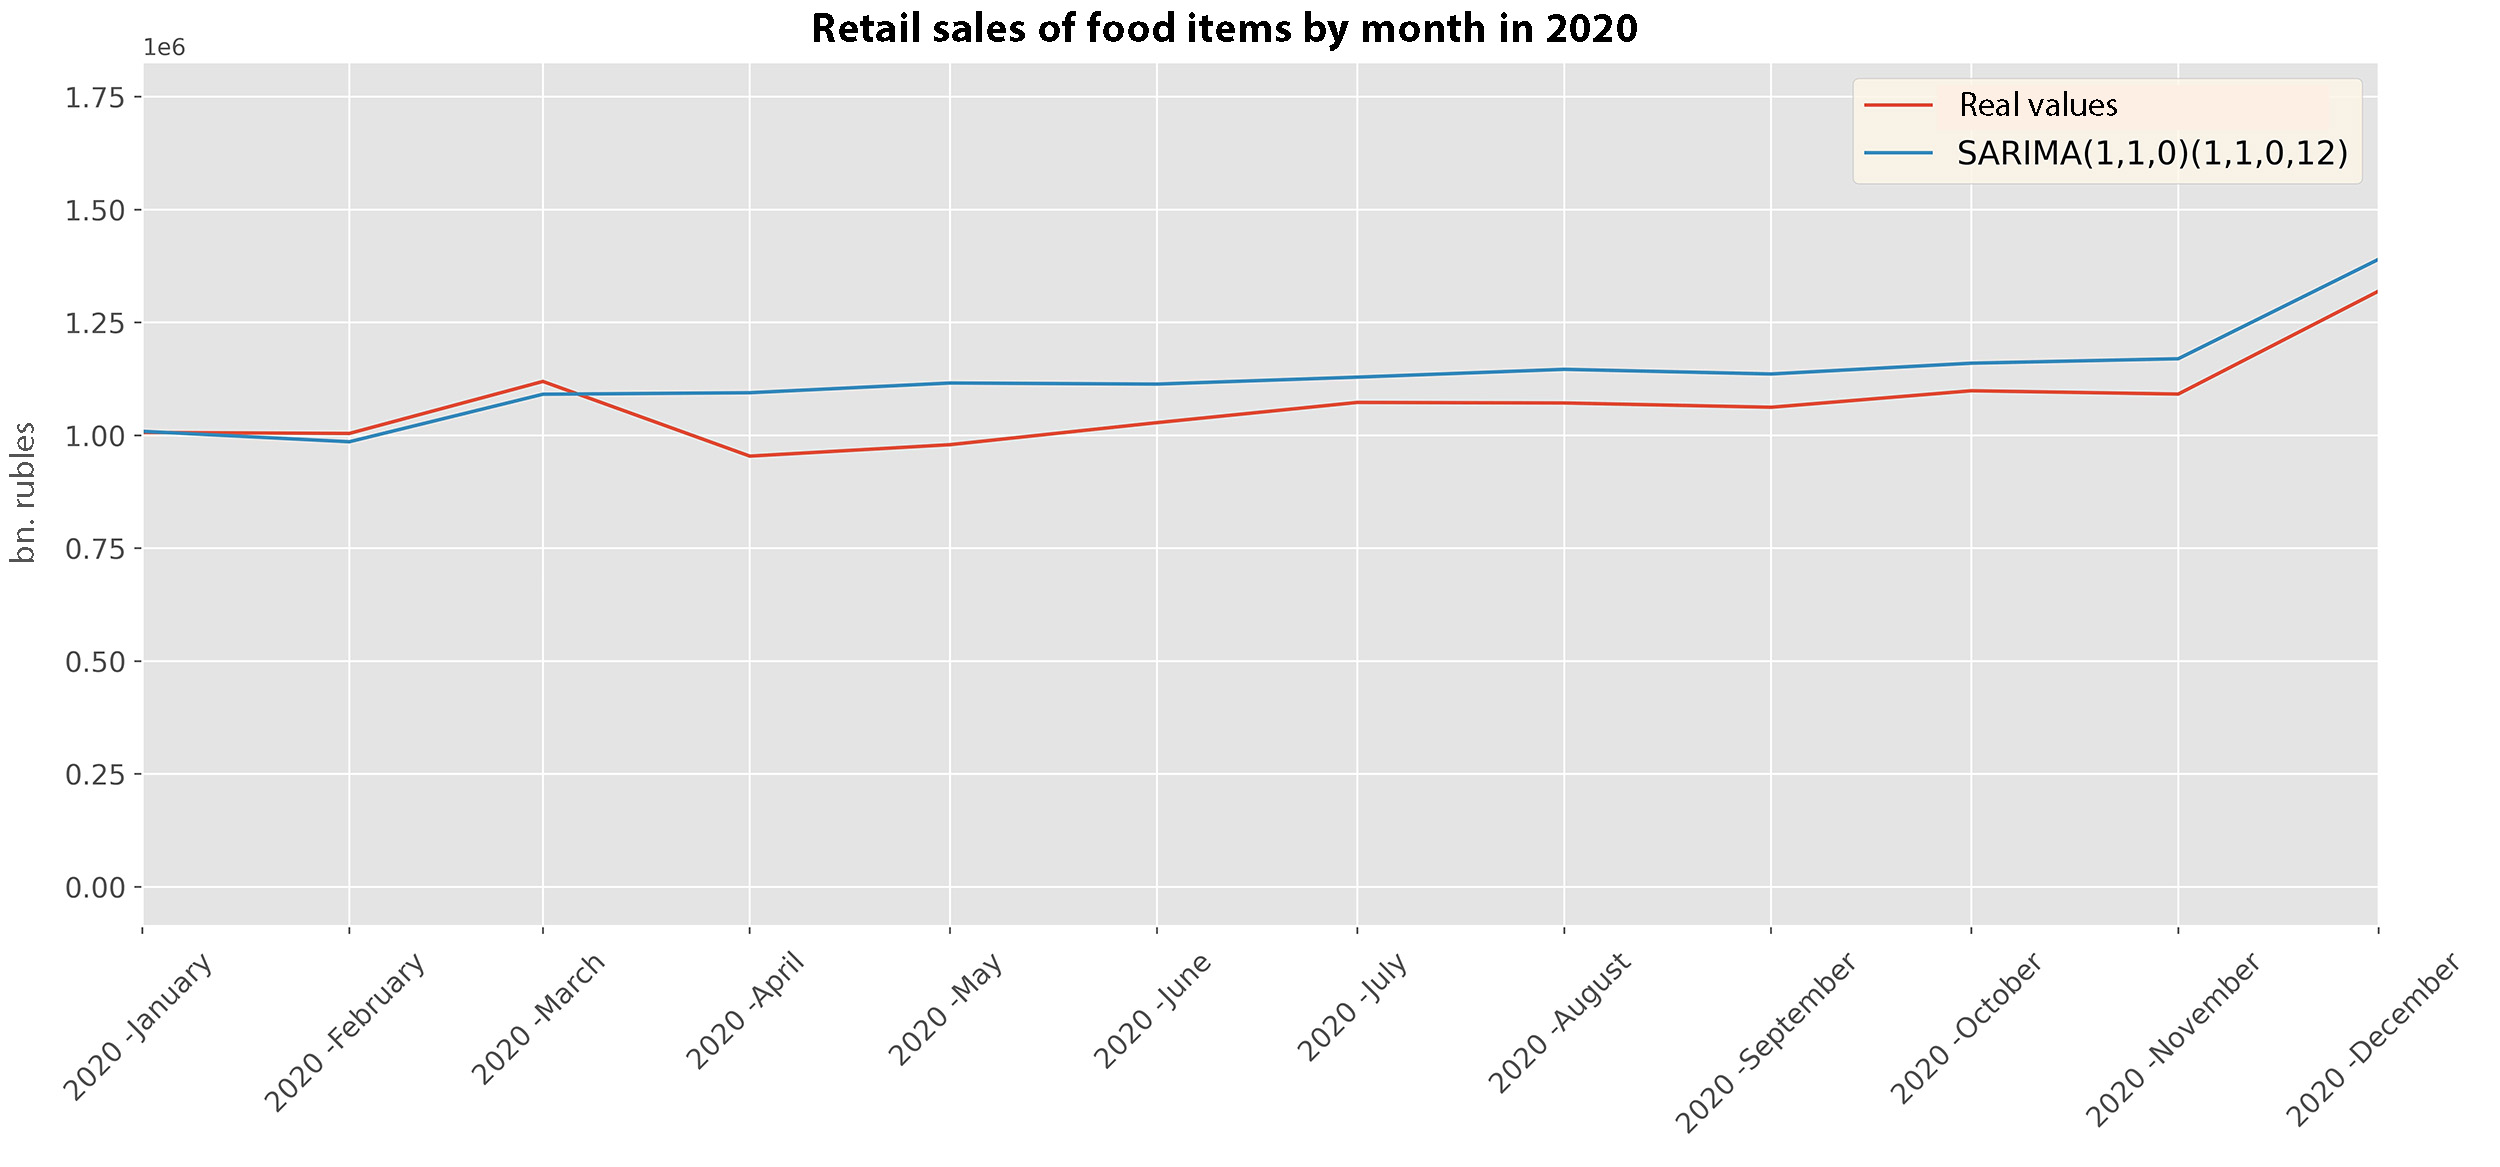 Retail sales of food items by month in 2020
1e6
Real values
SARIMA(1,1,0)(1,1,0,12)
1.75
1.50
1.25
1.00
0.75
0.50
0.25
0.00
bn. rubles
2020 -January
2020 -February
2020 -March
2020 -April
2020 -May
2020 -June
2020 -July
2020 -August
2020 -September
2020 -October
2020 -November
2020 -December